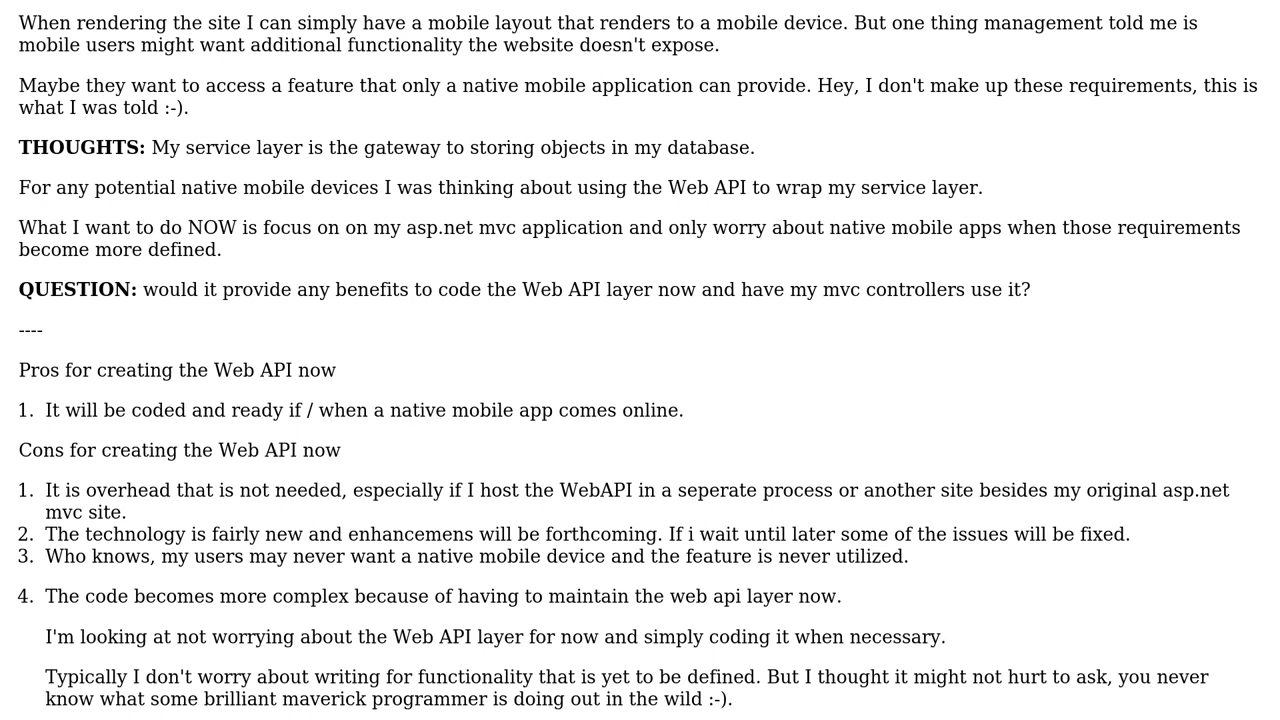 When rendering the site I can simply have a mobile layout that renders to a mobile device. But one thing management told me is
mobile users might want additional functionality the website doesn't expose.
Maybe they want to access a feature that only a native mobile application can provide. Hey, I don't make up these requirements, this is
what I was told :-).
THOUGHTS: My service layer is the gateway to storing objects in my database.
For any potential native mobile devices I was thinking about using the Web API to wrap my service layer.
What I want to do NOW is focus on on my asp.net mvc application and only worry about native mobile apps when those requirements
become more defined.
QUESTION: would it provide any benefits to code the Web API layer now and have my mvc controllers use it?
----
Pros for creating the Web API now
1. It will be coded and ready if / when a native mobile app comes online.
Cons for creating the Web API now
1. It is overhead that is not needed, especially if I host the WebAPI in a seperate process or another site besides my original asp.net
mvc site.
2. The technology is fairly new and enhancemens will be forthcoming. If i wait until later some of the issues will be fixed.
3. Who knows, my users may never want a native mobile device and the feature is never utilized.
4. The code becomes more complex because of having to maintain the web api layer now.
I'm looking at not worrying about the Web API layer for now and simply coding it when necessary.
Typically I don't worry about writing for functionality that is yet to be defined. But I thought it might not hurt to ask, you never
know what some brilliant maverick programmer is doing out in the wild :-).